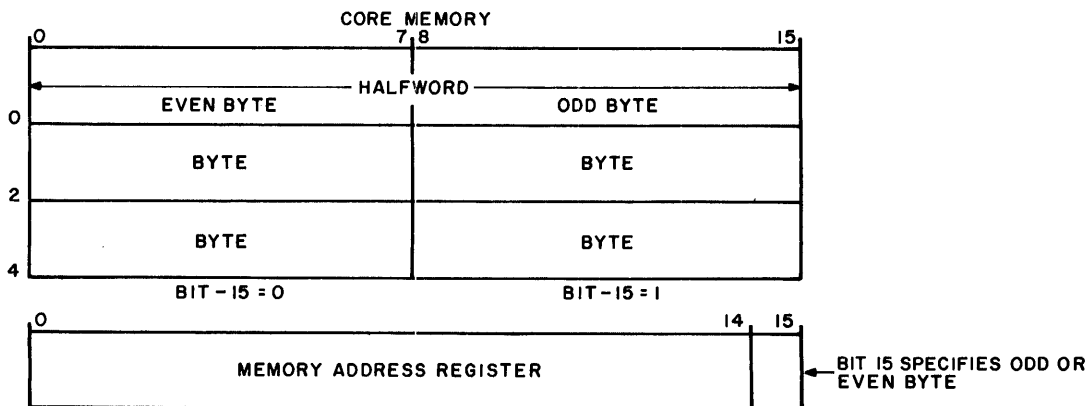 CORE MEMORY
0 7 8 15
HALFWORD
EVEN BYTE ODD BYTE
0
BYTE BYTE
2
BYTE BYTE
4
BIT-15=0 BIT-15=1
0 14 15
MEMORY ADDRESS REGISTER
BIT 15 SPECIFIES ODD OR
EVEN BYTE